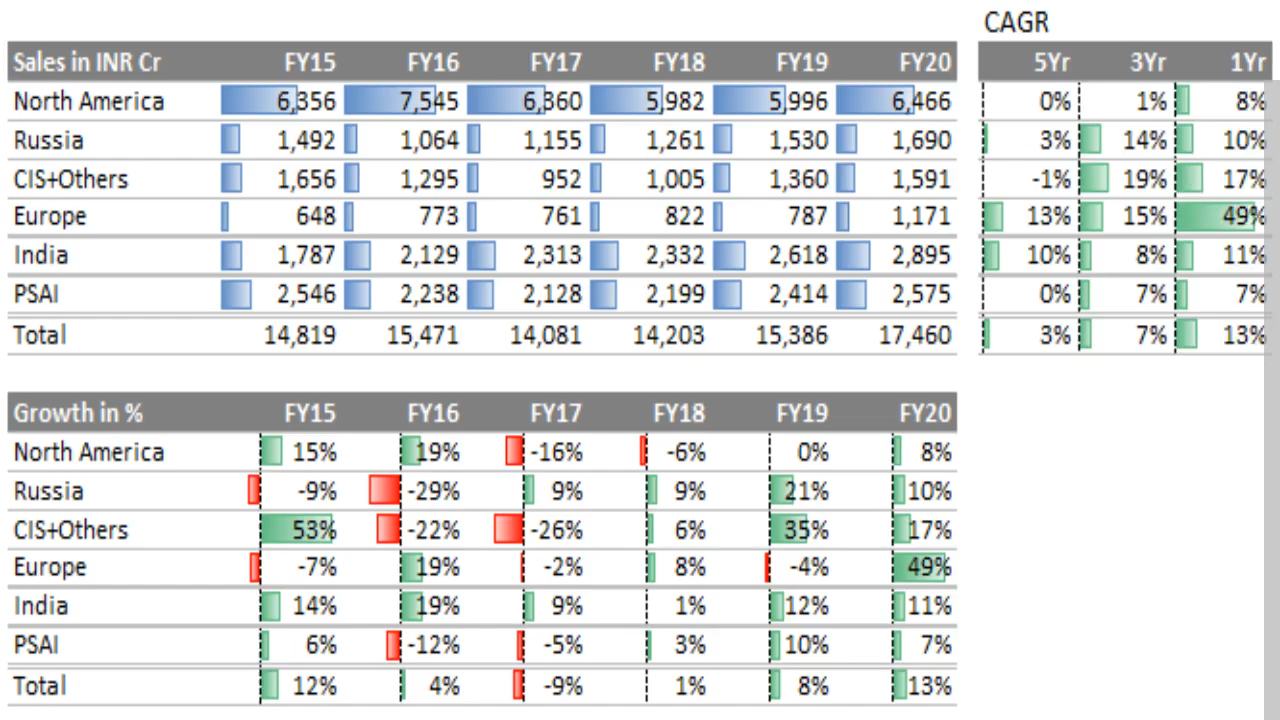 CAGR
Sales in INR Cr FY15 FY16 FY17 FY18 FY19 FY20 5Yr 3Yr 1Yr
North America 6,356 7,545 6,360 5,982 5,996 6,466 0% 1% 8%
Russia 1,492 1,064 1,155 1,261 1,530 1,690 3% 14% 10%
CIS+Others 1,656 1,295 952 1,005 1,360 1,591 -1% 19% 17%
Europe 648 773 761 822 787 1,171 13% 15% 49%
India 1,787 2,129 2,313 2,332 2,618 2,895 10% 8% 11%
PSAI 2,546 2,238 2,128 2,199 2,414 2,575 0% 7% 7%
Total 14,819 15,471 14,081 14,203 15,386 17,460 3% 7% 13%
Growth in % FY15 FY16 FY17 FY18 FY19 FY20
North America 15% 19% -16% -6% 0% 8%
Russia -9% -29% 9% 9% 21% 10%
CIS+Others 53% -22% -26% 6% 35% 17%
Europe -7% 19% -2% 8% -4% 49%
India 14% 19% 9% 1% 12% 11%
PSAI 6% -12% -5% 3% 10% 7%
Total 12% 4% -9% 1% 8% 13%